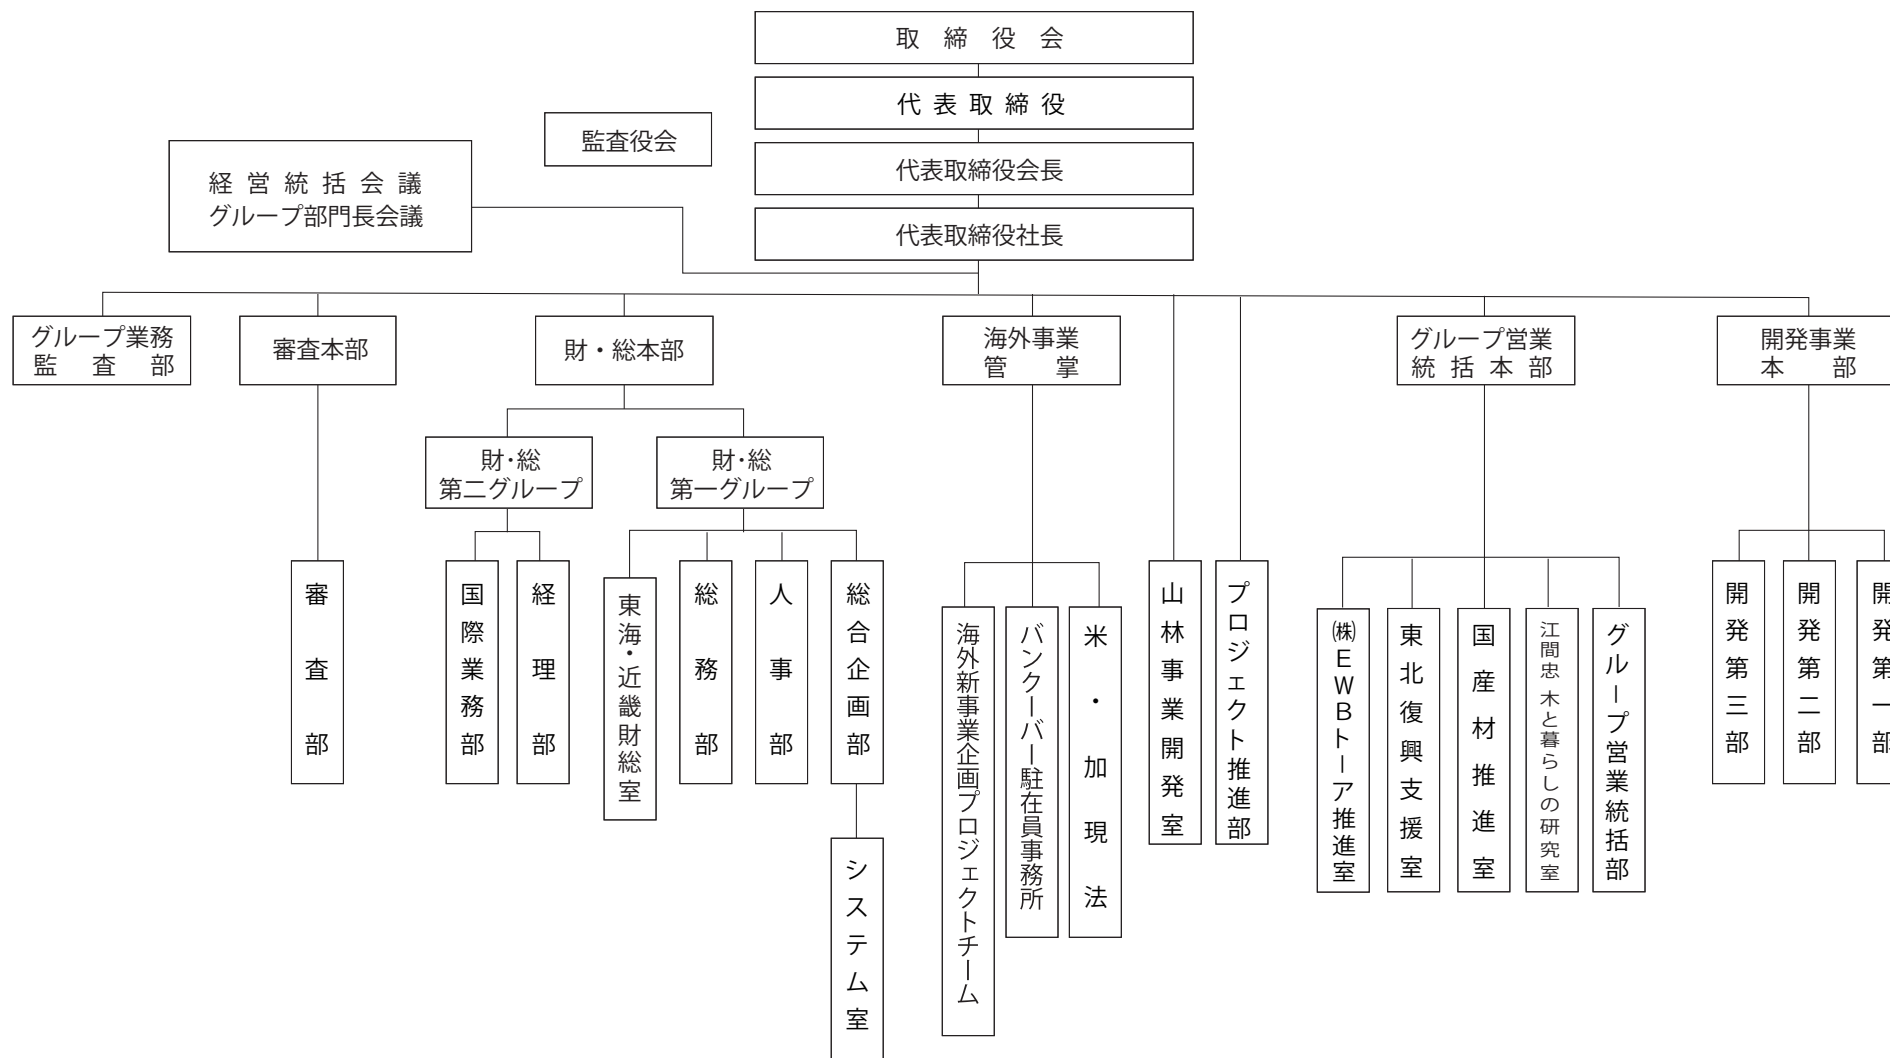 取締役会
代表取締役
監査役会
代表取締役会長
経営統括会議
グループ部門長会議
代表取締役社長
グループ業務
監査部
審査本部
財・総本部
海外事業
管掌
グループ営業
統括本部
開発事業
本部
財・総
第二グループ
財・総
第一グループ
審査部
国際業務部
経理部
東海・近畿財総室
総務部
人事部
総合企画部
システム室
海外新事業企画プロジェクトチーム
バンクーバー駐在員事務所
米・加現法
山林事業開発室
プロジェクト推進部
㈱EWBトーア推進室
東北復興支援室
国産材推進室
江間忠 木と暮らしの研究室
グループ営業統括部
開発第三部
開発第二部
開発第一部